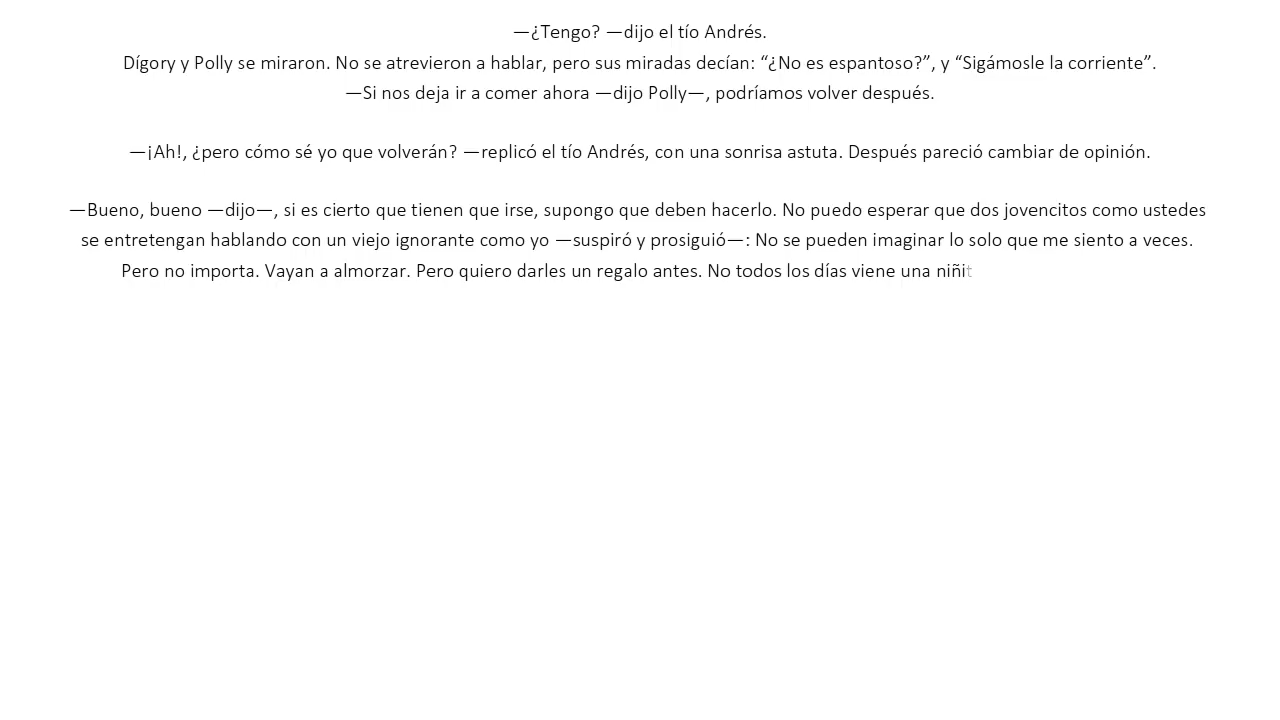 —¿Tengo? —dijo el tío Andrés.
Dígory y Polly se miraron. No se atrevieron a hablar, pero sus miradas decían: “¿No es espantoso?”, y “Sigámosle la corriente”.
—Si nos deja ir a comer ahora —dijo Polly—, podríamos volver después.
—¡Ah!, ¿pero cómo sé yo que volverán? —replicó el tío Andrés, con una sonrisa astuta. Después pareció cambiar de opinión.
—Bueno, bueno —dijo—, si es cierto que tienen que irse, supongo que deben hacerlo. No puedo esperar que dos jovencitos como ustedes
se entretengan hablando con un viejo ignorante como yo —suspiró y prosiguió—: No se pueden imaginar lo solo que me siento a veces.
Pero no importa. Vayan a almorzar. Pero quiero darles un regalo antes. No todos los días viene una niñit